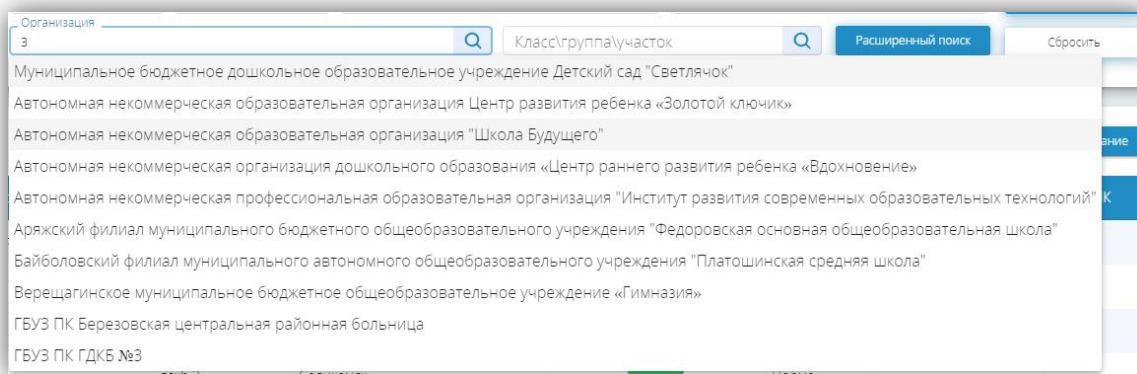 Организация
3
Класс\группа\участок
Расширенный поиск
Сбросить
Муниципальное бюджетное дошкольное образовательное учреждение Детский сад "Светлячок"
Автономная некоммерческая образовательная организация Центр развития ребенка «Золотой ключик»
Автономная некоммерческая образовательная организация "Школа Будущего"
Автономная некоммерческая организация дошкольного образования «Центр раннего развития ребенка «Вдохновение»
Автономная некоммерческая профессиональная образовательная организация "Институт развития современных образовательных технологий"
Аряжский филиал муниципального бюджетного общеобразовательного учреждения "Федоровская основная общеобразовательная школа"
Байболовский филиал муниципального автономного общеобразовательного учреждения "Платошинская средняя школа"
Верещагинское муниципальное бюджетное общеобразовательное учреждение «Гимназия»
ГБУЗ ПК Березовская центральная районная больница
ГБУЗ ПК ГДКБ №3